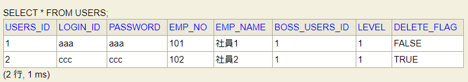 SELECT * FROM USERS;
USERS_ID LOGIN_ID PASSWORD EMP_NO EMP_NAME BOSS_USERS_ID LEVEL DELETE_FLAG
1 aaa aaa 101 社員1 1 1 FALSE
2 ccc ccc 102 社員2 1 1 TRUE
(2 行, 1 ms)